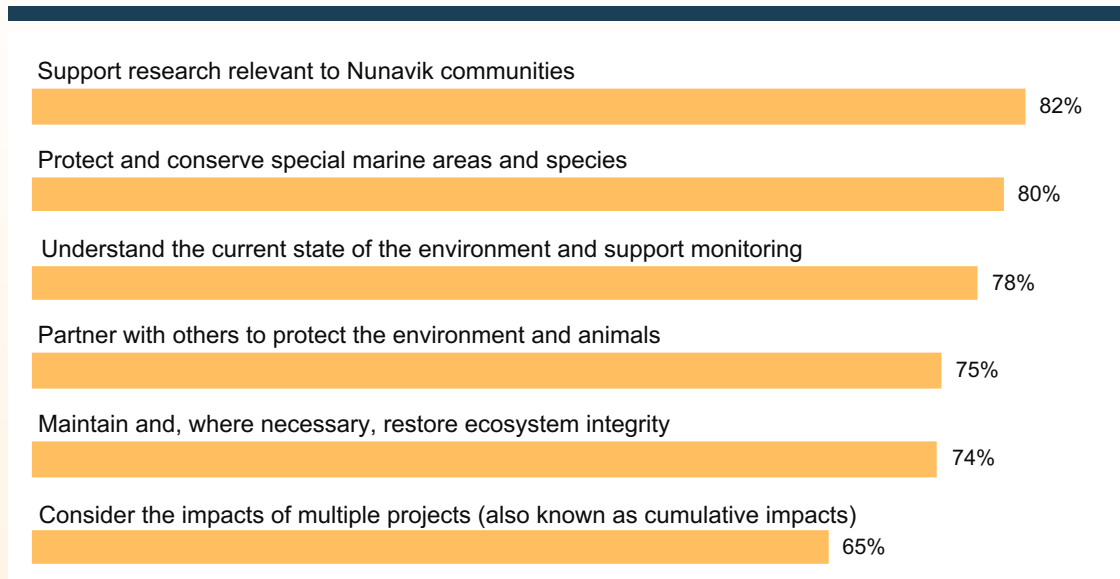 Support research relevant to Nunavik communities
82%
Protect and conserve special marine areas and species
80%
Understand the current state of the environment and support monitoring
78%
Partner with others to protect the environment and animals
75%
Maintain and, where necessary, restore ecosystem integrity
74%
Consider the impacts of multiple projects (also known as cumulative impacts)
65%